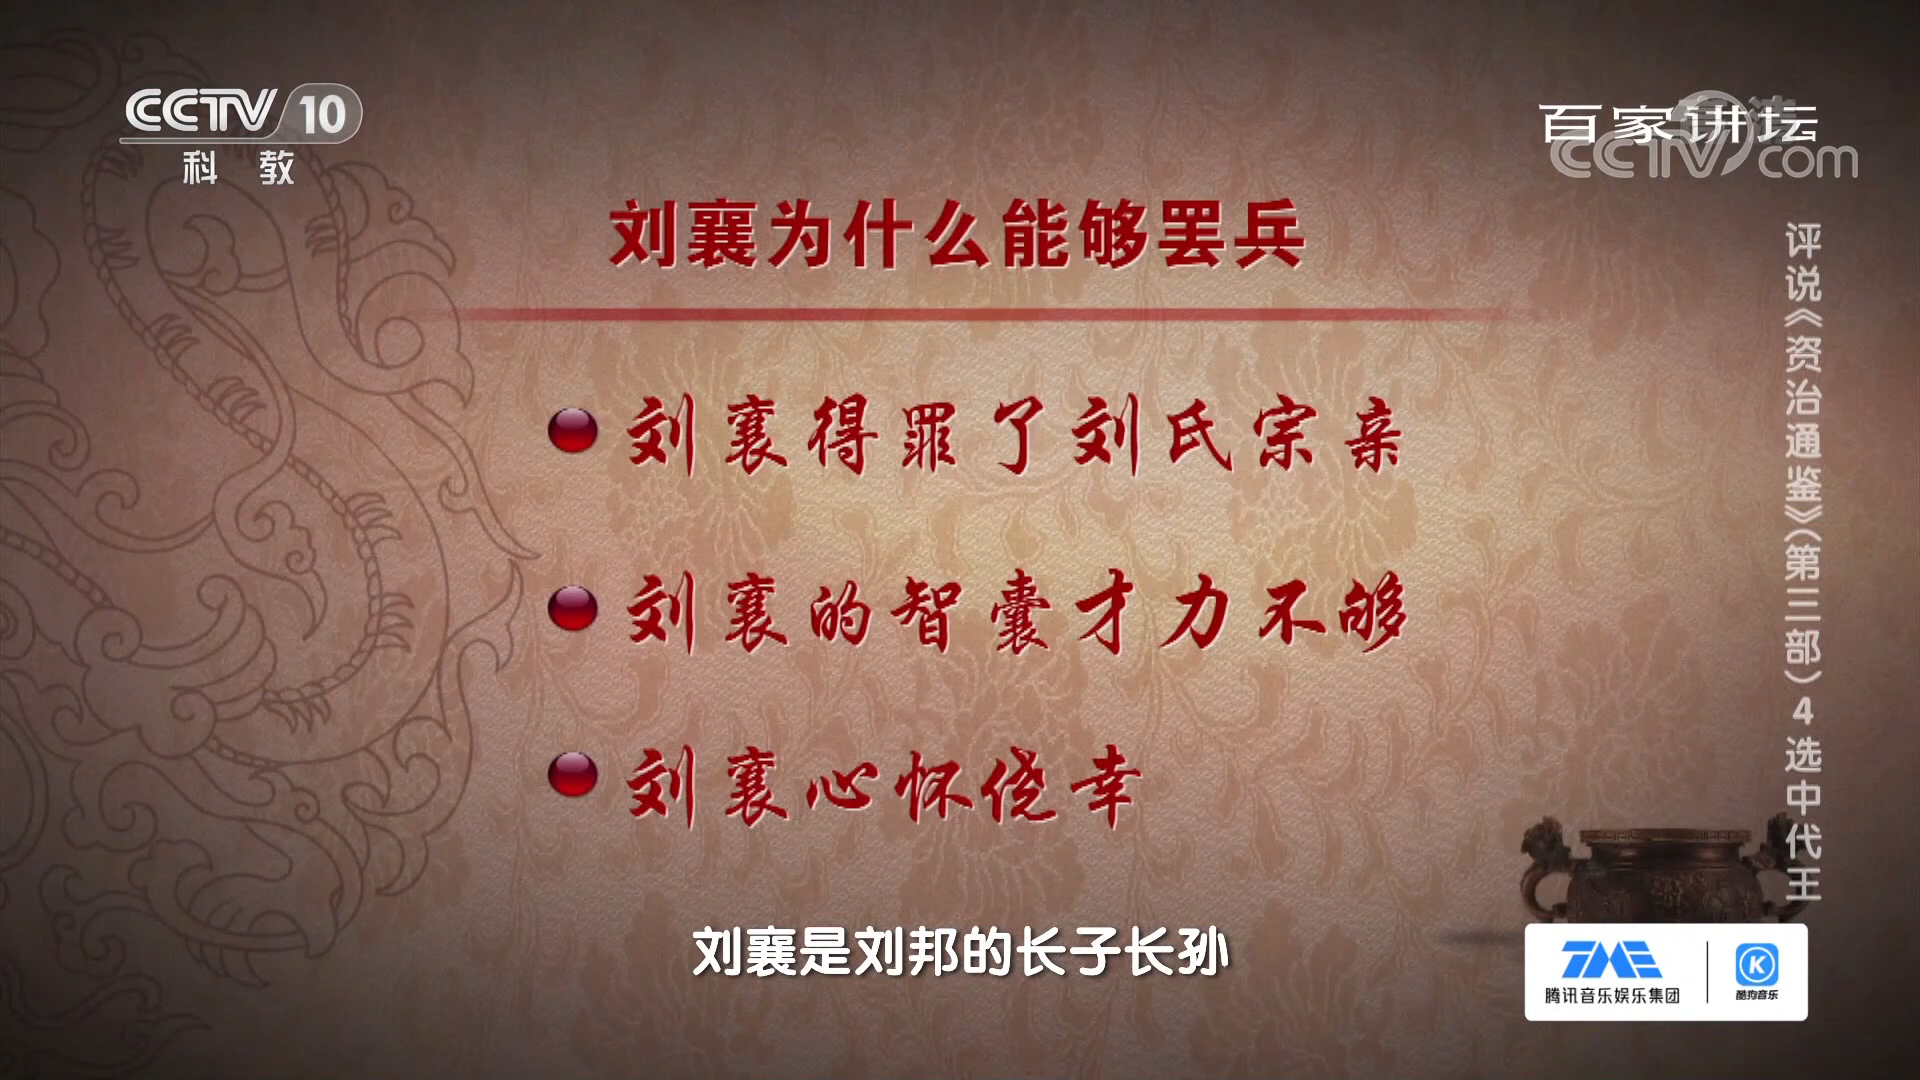 CCTV 10
科教
百家讲坛
CCTV.com
刘襄为什么能够罢兵
刘襄得罪了刘氏宗亲
刘襄的智囊才力不够
刘襄心怀侥幸
评说《资治通鉴》（第三部）4 选中代王
刘襄是刘邦的长子长孙
TME
腾讯音乐娱乐集团
K
酷狗音乐